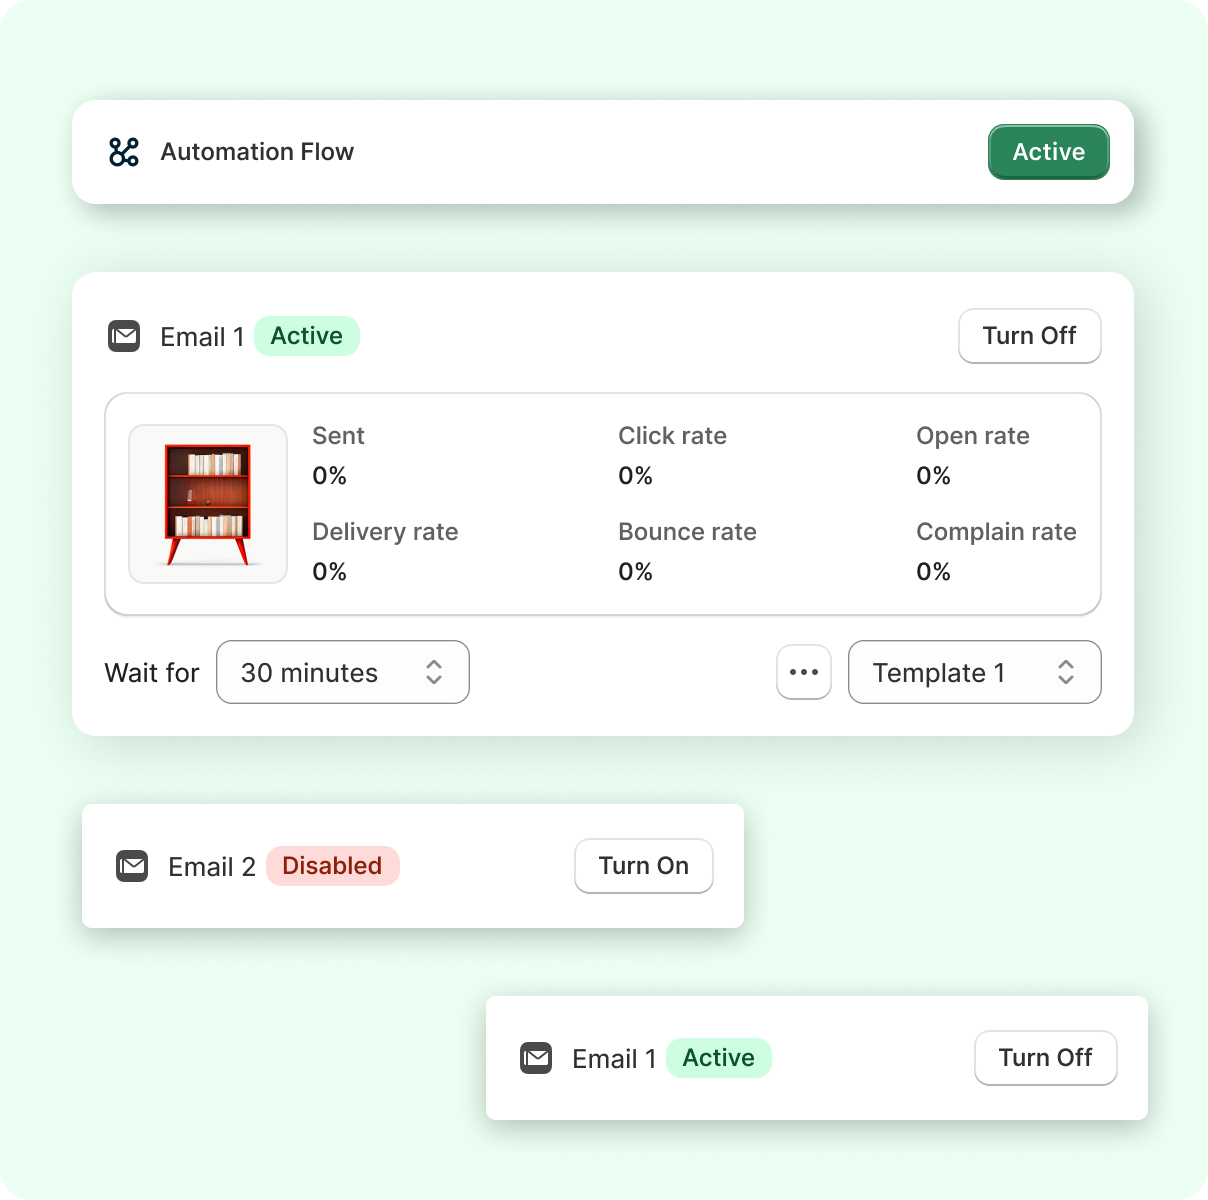 Automation Flow
Active
Email 1
Active
Turn Off
Sent
Click rate
Open rate
0%
0%
0%
Delivery rate
Bounce rate
Complain rate
0%
0%
0%
Wait for
30 minutes
Template 1
Email 2
Disabled
Turn On
Email 1
Active
Turn Off